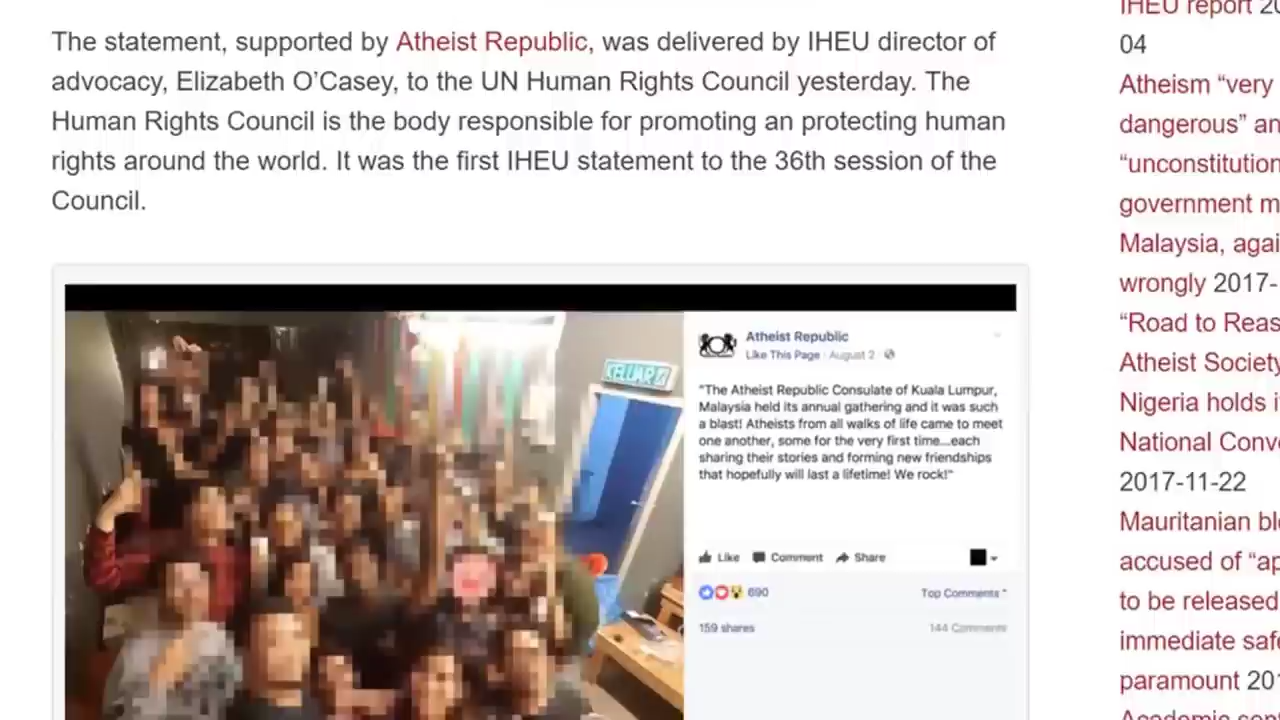 The statement, supported by Atheist Republic, was delivered by IHEU director of
advocacy, Elizabeth O’Casey, to the UN Human Rights Council yesterday. The
Human Rights Council is the body responsible for promoting an protecting human
rights around the world. It was the first IHEU statement to the 36th session of the
Council.
Atheist Republic
Like This Page · August 2
"The Atheist Republic Consulate of Kuala Lumpur,
Malaysia held its annual gathering and it was such
a blast! Atheists from all walks of life came to meet
one another, some for the very first time...each
sharing their stories and forming new friendships
that hopefully will last a lifetime! We rock!"
Like Comment Share
690 Top Comments
159 shares 144 Comments
IHEU report 20
04
Atheism “very
dangerous” an
“unconstitution
government m
Malaysia, agai
wrongly 2017-
“Road to Reas
Atheist Society
Nigeria holds i
National Conv
2017-11-22
Mauritanian bl
accused of “ap
to be released
immediate safe
paramount 201